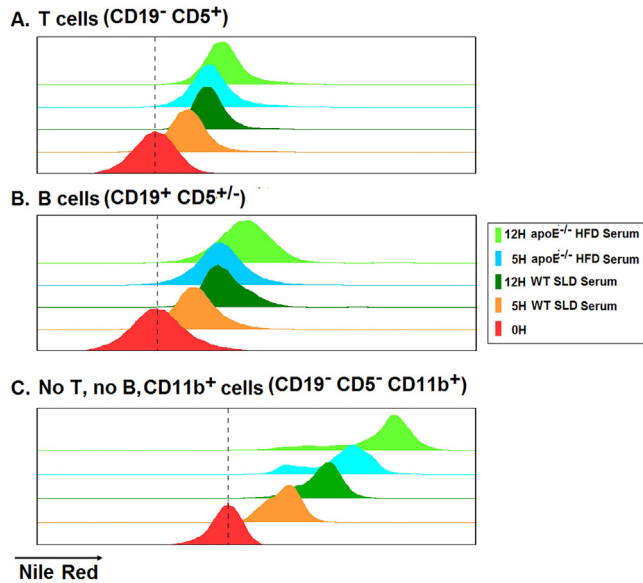 A. T cells (CD19⁻ CD5⁺)
B. B cells (CD19⁺ CD5⁺/⁻)
12H apoE⁻/⁻ HFD Serum
5H apoE⁻/⁻ HFD Serum
12H WT SLD Serum
5H WT SLD Serum
0H
C. No T, no B, CD11b⁺ cells (CD19⁻ CD5⁻ CD11b⁺)
Nile Red